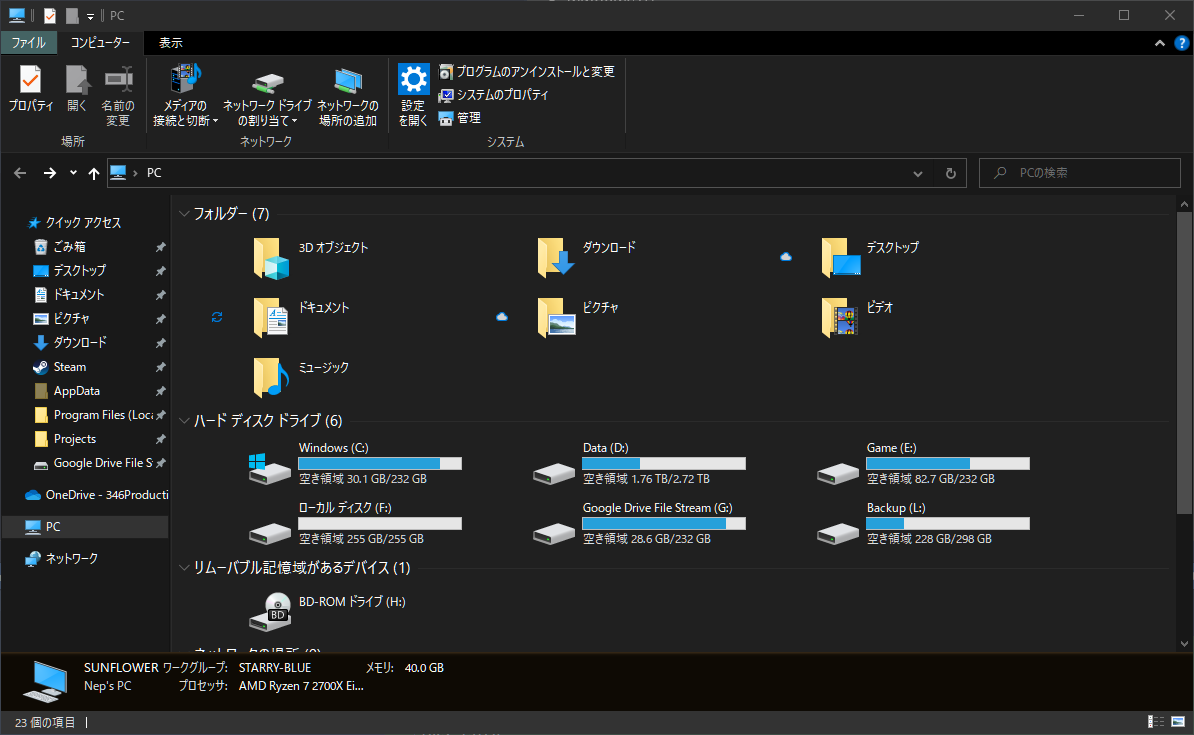 PC
ファイル
コンピューター
表示
プロパティ
開く
名前の
変更
場所
メディアの
接続と切断
ネットワーク ドライブ
の割り当て
ネットワークの
場所の追加
ネットワーク
設定
を開く
プログラムのアンインストールと変更
システムのプロパティ
管理
システム
PC
PCの検索
クイック アクセス
ごみ箱
デスクトップ
ドキュメント
ピクチャ
ダウンロード
Steam
AppData
Program Files (Loca
Projects
Google Drive File S
OneDrive - 346Producti
PC
ネットワーク
フォルダー (7)
3D オブジェクト
ダウンロード
デスクトップ
ドキュメント
ピクチャ
ビデオ
ミュージック
ハード ディスク ドライブ (6)
Windows (C:)
空き領域 30.1 GB/232 GB
Data (D:)
空き領域 1.76 TB/2.72 TB
Game (E:)
空き領域 82.7 GB/232 GB
ローカル ディスク (F:)
空き領域 255 GB/255 GB
Google Drive File Stream (G:)
空き領域 28.6 GB/232 GB
Backup (L:)
空き領域 228 GB/298 GB
リムーバブル記憶域があるデバイス (1)
BD
BD-ROM ドライブ (H:)
SUNFLOWER ワークグループ: STARRY-BLUE メモリ: 40.0 GB
Nep's PC プロセッサ: AMD Ryzen 7 2700X Ei...
23 個の項目